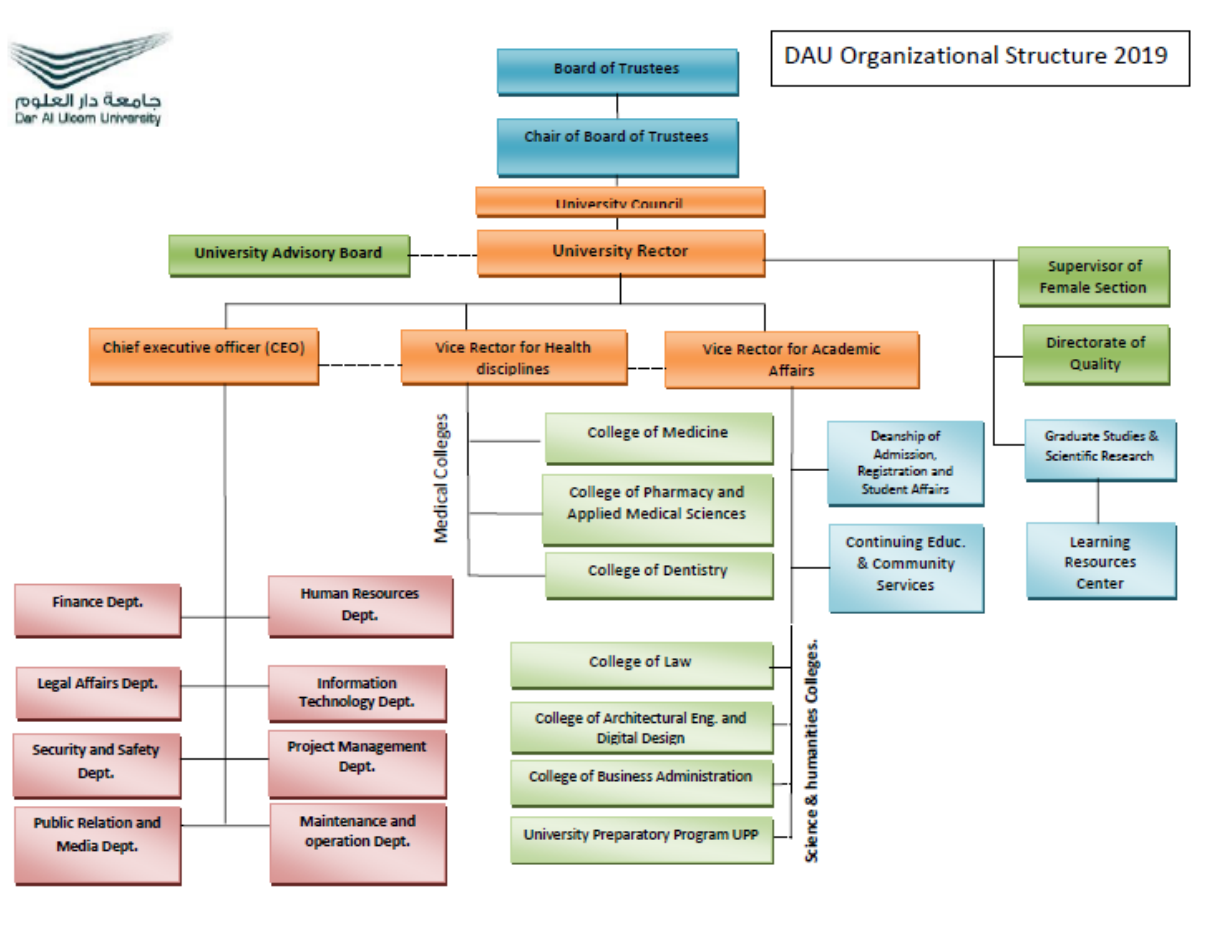 جامعة دار العلوم
Dar Al Uloom University
DAU Organizational Structure 2019
Board of Trustees
Chair of Board of Trustees
University Council
University Advisory Board
University Rector
Supervisor of
Female Section
Chief executive officer (CEO)
Vice Rector for Health
disciplines
Vice Rector for Academic
Affairs
Directorate of
Quality
Medical Colleges
College of Medicine
College of Pharmacy and
Applied Medical Sciences
College of Dentistry
Deanship of
Admission,
Registration and
Student Affairs
Continuing Educ.
& Community
Services
Graduate Studies &
Scientific Research
Learning
Resources
Center
Finance Dept.
Human Resources
Dept.
Legal Affairs Dept.
Information
Technology Dept.
Security and Safety
Dept.
Project Management
Dept.
Public Relation and
Media Dept.
Maintenance and
operation Dept.
College of Law
College of Architectural Eng. and
Digital Design
College of Business Administration
University Preparatory Program UPP
Science & humanities Colleges.